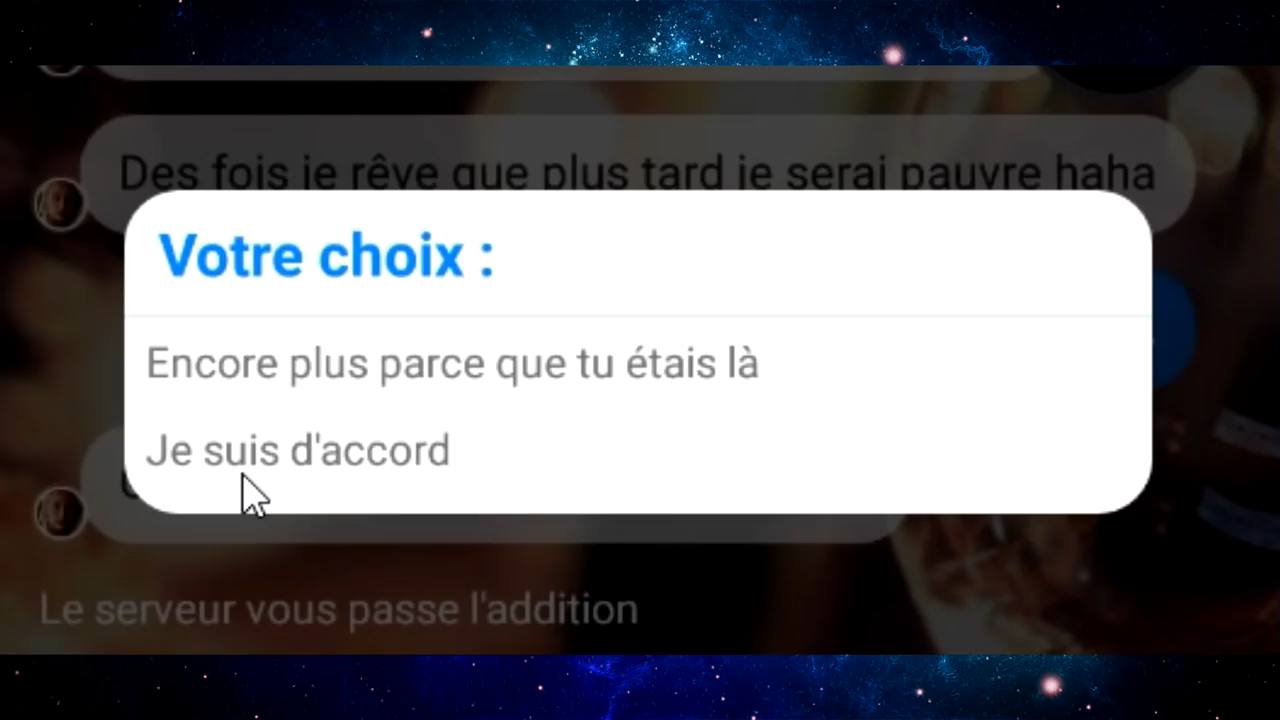 Des fois je rêve que plus tard je serai pauvre haha
Votre choix :
Encore plus parce que tu étais là
Je suis d'accord
Le serveur vous passe l'addition